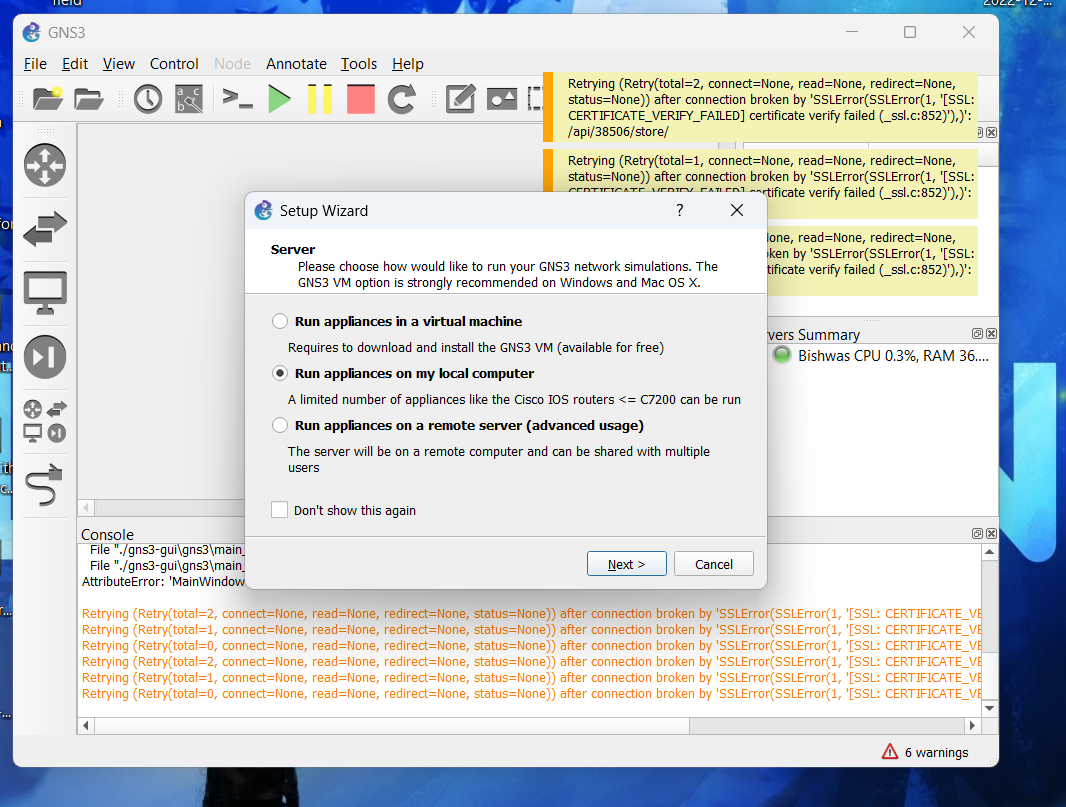 field
2022-12-...
GNS3
File Edit View Control Node Annotate Tools Help
Retrying (Retry(total=2, connect=None, read=None, redirect=None,
status=None)) after connection broken by 'SSLError(SSLError(1, '[SSL:
CERTIFICATE_VERIFY_FAILED] certificate verify failed (_ssl.c:852)'),)':
/api/38506/store/
Retrying (Retry(total=1, connect=None, read=None, redirect=None,
status=None)) after connection broken by 'SSLError(SSLError(1, '[SSL:
CERTIFICATE_VERIFY_FAILED] certificate verify failed (_ssl.c:852)'),)':
None, read=None, redirect=None,
ken by 'SSLError(SSLError(1, '[SSL:
rtificate verify failed (_ssl.c:852)'),)':
Setup Wizard
?
Server
Please choose how would like to run your GNS3 network simulations. The
GNS3 VM option is strongly recommended on Windows and Mac OS X.
Run appliances in a virtual machine
Requires to download and install the GNS3 VM (available for free)
Run appliances on my local computer
A limited number of appliances like the Cisco IOS routers <= C7200 can be run
Run appliances on a remote server (advanced usage)
The server will be on a remote computer and can be shared with multiple
users
Don't show this again
Next > Cancel
vers Summary
Bishwas CPU 0.3%, RAM 36....
Console
File "./gns3-gui\gns3\main_
File "./gns3-gui\gns3\main_
AttributeError: 'MainWindow
Retrying (Retry(total=2, connect=None, read=None, redirect=None, status=None)) after connection broken by 'SSLError(SSLError(1, '[SSL: CERTIFICATE_VE
Retrying (Retry(total=1, connect=None, read=None, redirect=None, status=None)) after connection broken by 'SSLError(SSLError(1, '[SSL: CERTIFICATE_VE
Retrying (Retry(total=0, connect=None, read=None, redirect=None, status=None)) after connection broken by 'SSLError(SSLError(1, '[SSL: CERTIFICATE_VE
Retrying (Retry(total=2, connect=None, read=None, redirect=None, status=None)) after connection broken by 'SSLError(SSLError(1, '[SSL: CERTIFICATE_VE
Retrying (Retry(total=1, connect=None, read=None, redirect=None, status=None)) after connection broken by 'SSLError(SSLError(1, '[SSL: CERTIFICATE_VE
Retrying (Retry(total=0, connect=None, read=None, redirect=None, status=None)) after connection broken by 'SSLError(SSLError(1, '[SSL: CERTIFICATE_VE
6 warnings